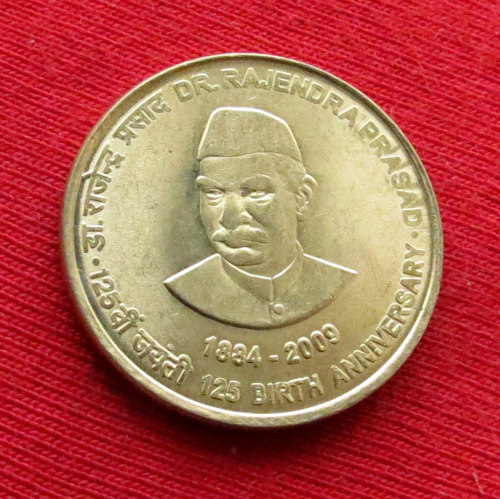 डा. राजेन्द्र प्रसाद DR. RAJENDRA PRASAD
1884 - 2009
125वीं जयंती 125 BIRTH ANNIVERSARY